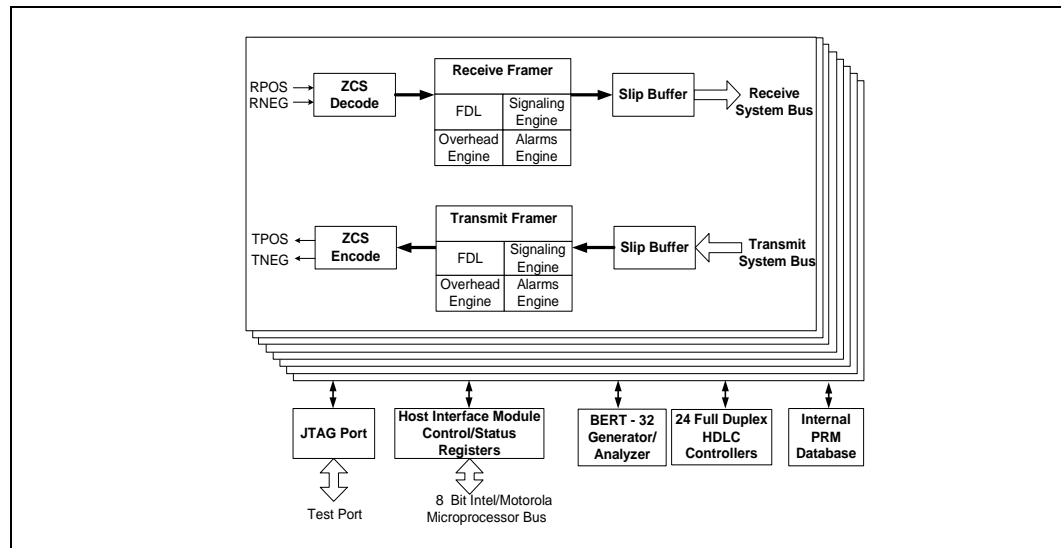 RPOS
RNEG
ZCS
Decode
Receive Framer
FDL
Signaling
Engine
Overhead
Engine
Alarms
Engine
Slip Buffer
Receive
System Bus
TPOS
TNEG
ZCS
Encode
Transmit Framer
FDL
Signaling
Engine
Overhead
Engine
Alarms
Engine
Slip Buffer
Transmit
System Bus
JTAG Port
Test Port
Host Interface Module
Control/Status
Registers
8 Bit Intel/Motorola
Microprocessor Bus
BERT - 32
Generator/
Analyzer
24 Full Duplex
HDLC
Controllers
Internal
PRM
Database